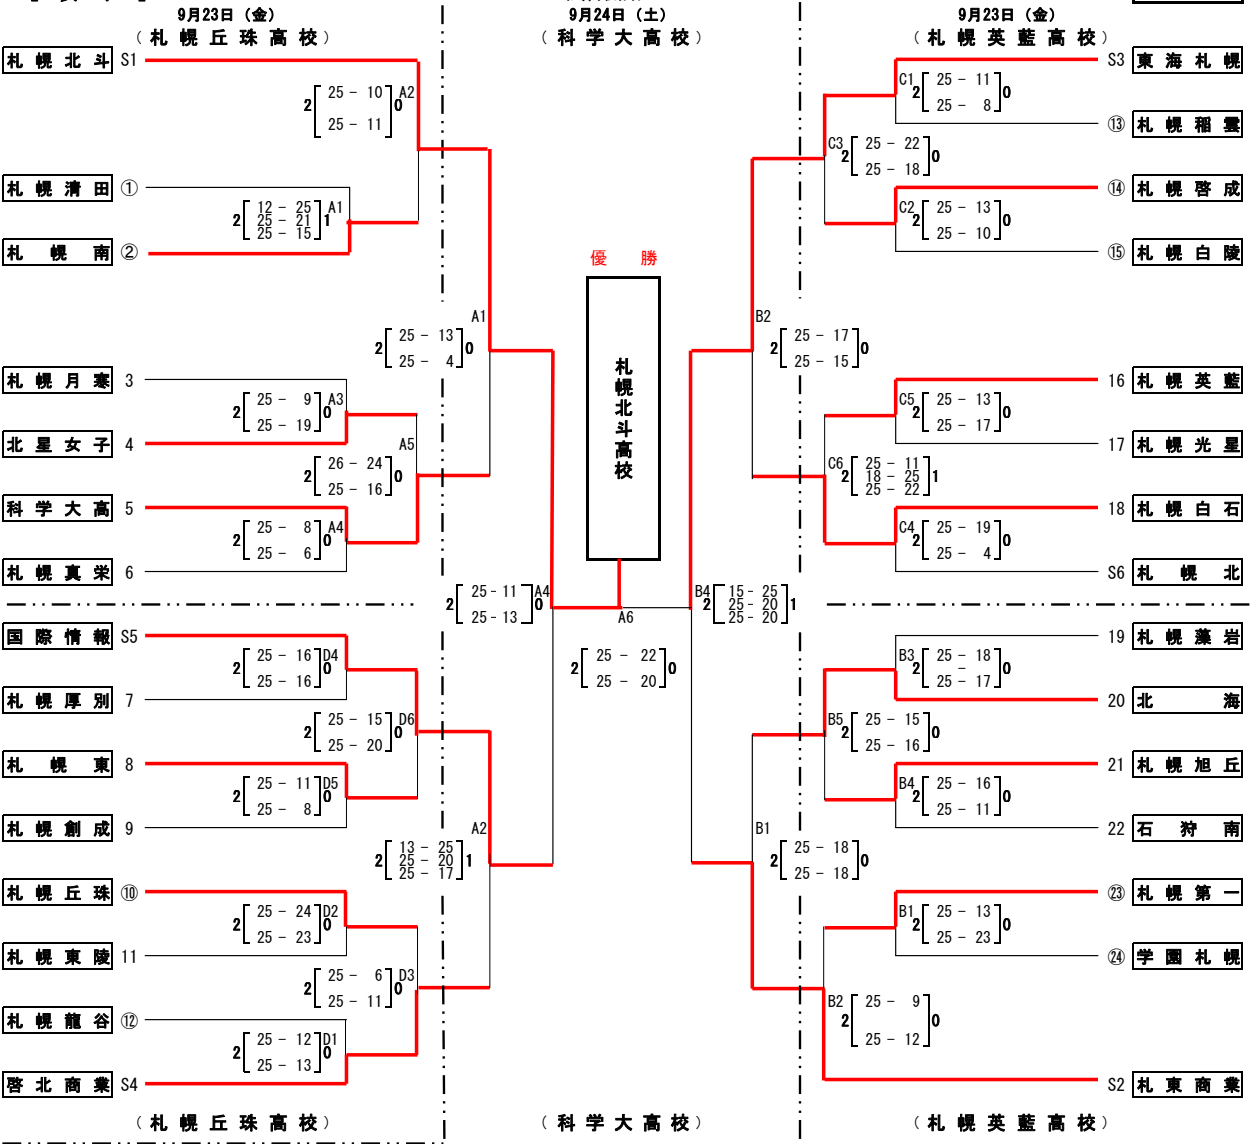 9月23日（金）
（ 札 幌 丘 珠 高 校 ）
9月24日（土）
（ 科 学 大 高 校 ）
9月23日（金）
（ 札 幌 英 藍 高 校 ）
札 幌 北 斗 S1
2 25 - 10 0 A2
25 - 11
札 幌 清 田 ①
2 12 - 25 1 A1
25 - 21
25 - 15
札 幌 南 ②
A1
2 25 - 13 0
25 - 4
札 幌 月 寒 3
2 25 - 9 0 A3
25 - 19
北 星 女 子 4
A5
2 26 - 24 0
25 - 16
科 学 大 高 5
2 25 - 8 0 A4
25 - 6
札 幌 真 栄 6
2 25 - 11 0 A4
25 - 13
国 際 情 報 S5
2 25 - 16 0 D4
25 - 16
札 幌 厚 別 7
2 25 - 15 0 D6
25 - 20
札 幌 東 8
2 25 - 11 0 D5
25 - 8
札 幌 創 成 9
A2
2 13 - 25 1
25 - 20
25 - 17
札 幌 丘 珠 ⑩
2 25 - 24 0 D2
25 - 23
札 幌 東 陵 11
2 25 - 6 0 D3
25 - 11
札 幌 龍 谷 ⑫
2 25 - 12 0 D1
25 - 13
啓 北 商 業 S4
優 勝
札幌北斗高校
A6
2 25 - 22 0
25 - 20
S3 東 海 札 幌
C1 2 25 - 11 0
25 - 8
⑬ 札 幌 稲 雲
C3 2 25 - 22 0
25 - 18
⑭ 札 幌 啓 成
C2 2 25 - 13 0
25 - 10
⑮ 札 幌 白 陵
B2
2 25 - 17 0
25 - 15
16 札 幌 英 藍
C5 2 25 - 13 0
25 - 17
17 札 幌 光 星
C6 2 25 - 11 1
18 - 25
25 - 22
18 札 幌 白 石
C4 2 25 - 19 0
25 - 4
S6 札 幌 北
B4 2 15 - 25 1
25 - 20
25 - 20
19 札 幌 藻 岩
B3 2 25 - 18 0
-
25 - 17
20 北 海
B5 2 25 - 15 0
25 - 16
21 札 幌 旭 丘
B4 2 25 - 16 0
25 - 11
22 石 狩 南
B1
2 25 - 18 0
25 - 18
㉓ 札 幌 第 一
B1 2 25 - 13 0
25 - 23
㉔ 学 園 札 幌
B2 2 25 - 9 0
25 - 12
S2 札 東 商 業
（ 札 幌 丘 珠 高 校 ）
（ 科 学 大 高 校 ）
（ 札 幌 英 藍 高 校 ）